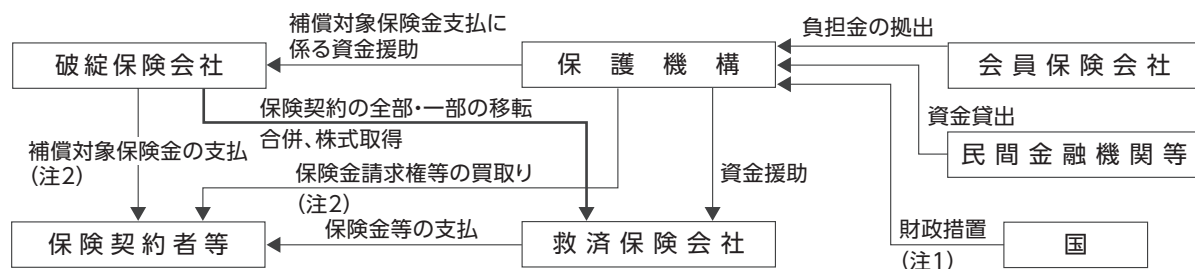 補償対象保険金支払に
係る資金援助
負担金の拠出
破綻保険会社
保護機構
会員保険会社
保険契約の全部・一部の移転
合併、株式取得
資金貸出
民間金融機関等
補償対象保険金の支払
(注2)
保険金請求権等の買取り
(注2)
資金援助
保険金等の支払
保険契約者等
救済保険会社
財政措置
(注1)
国